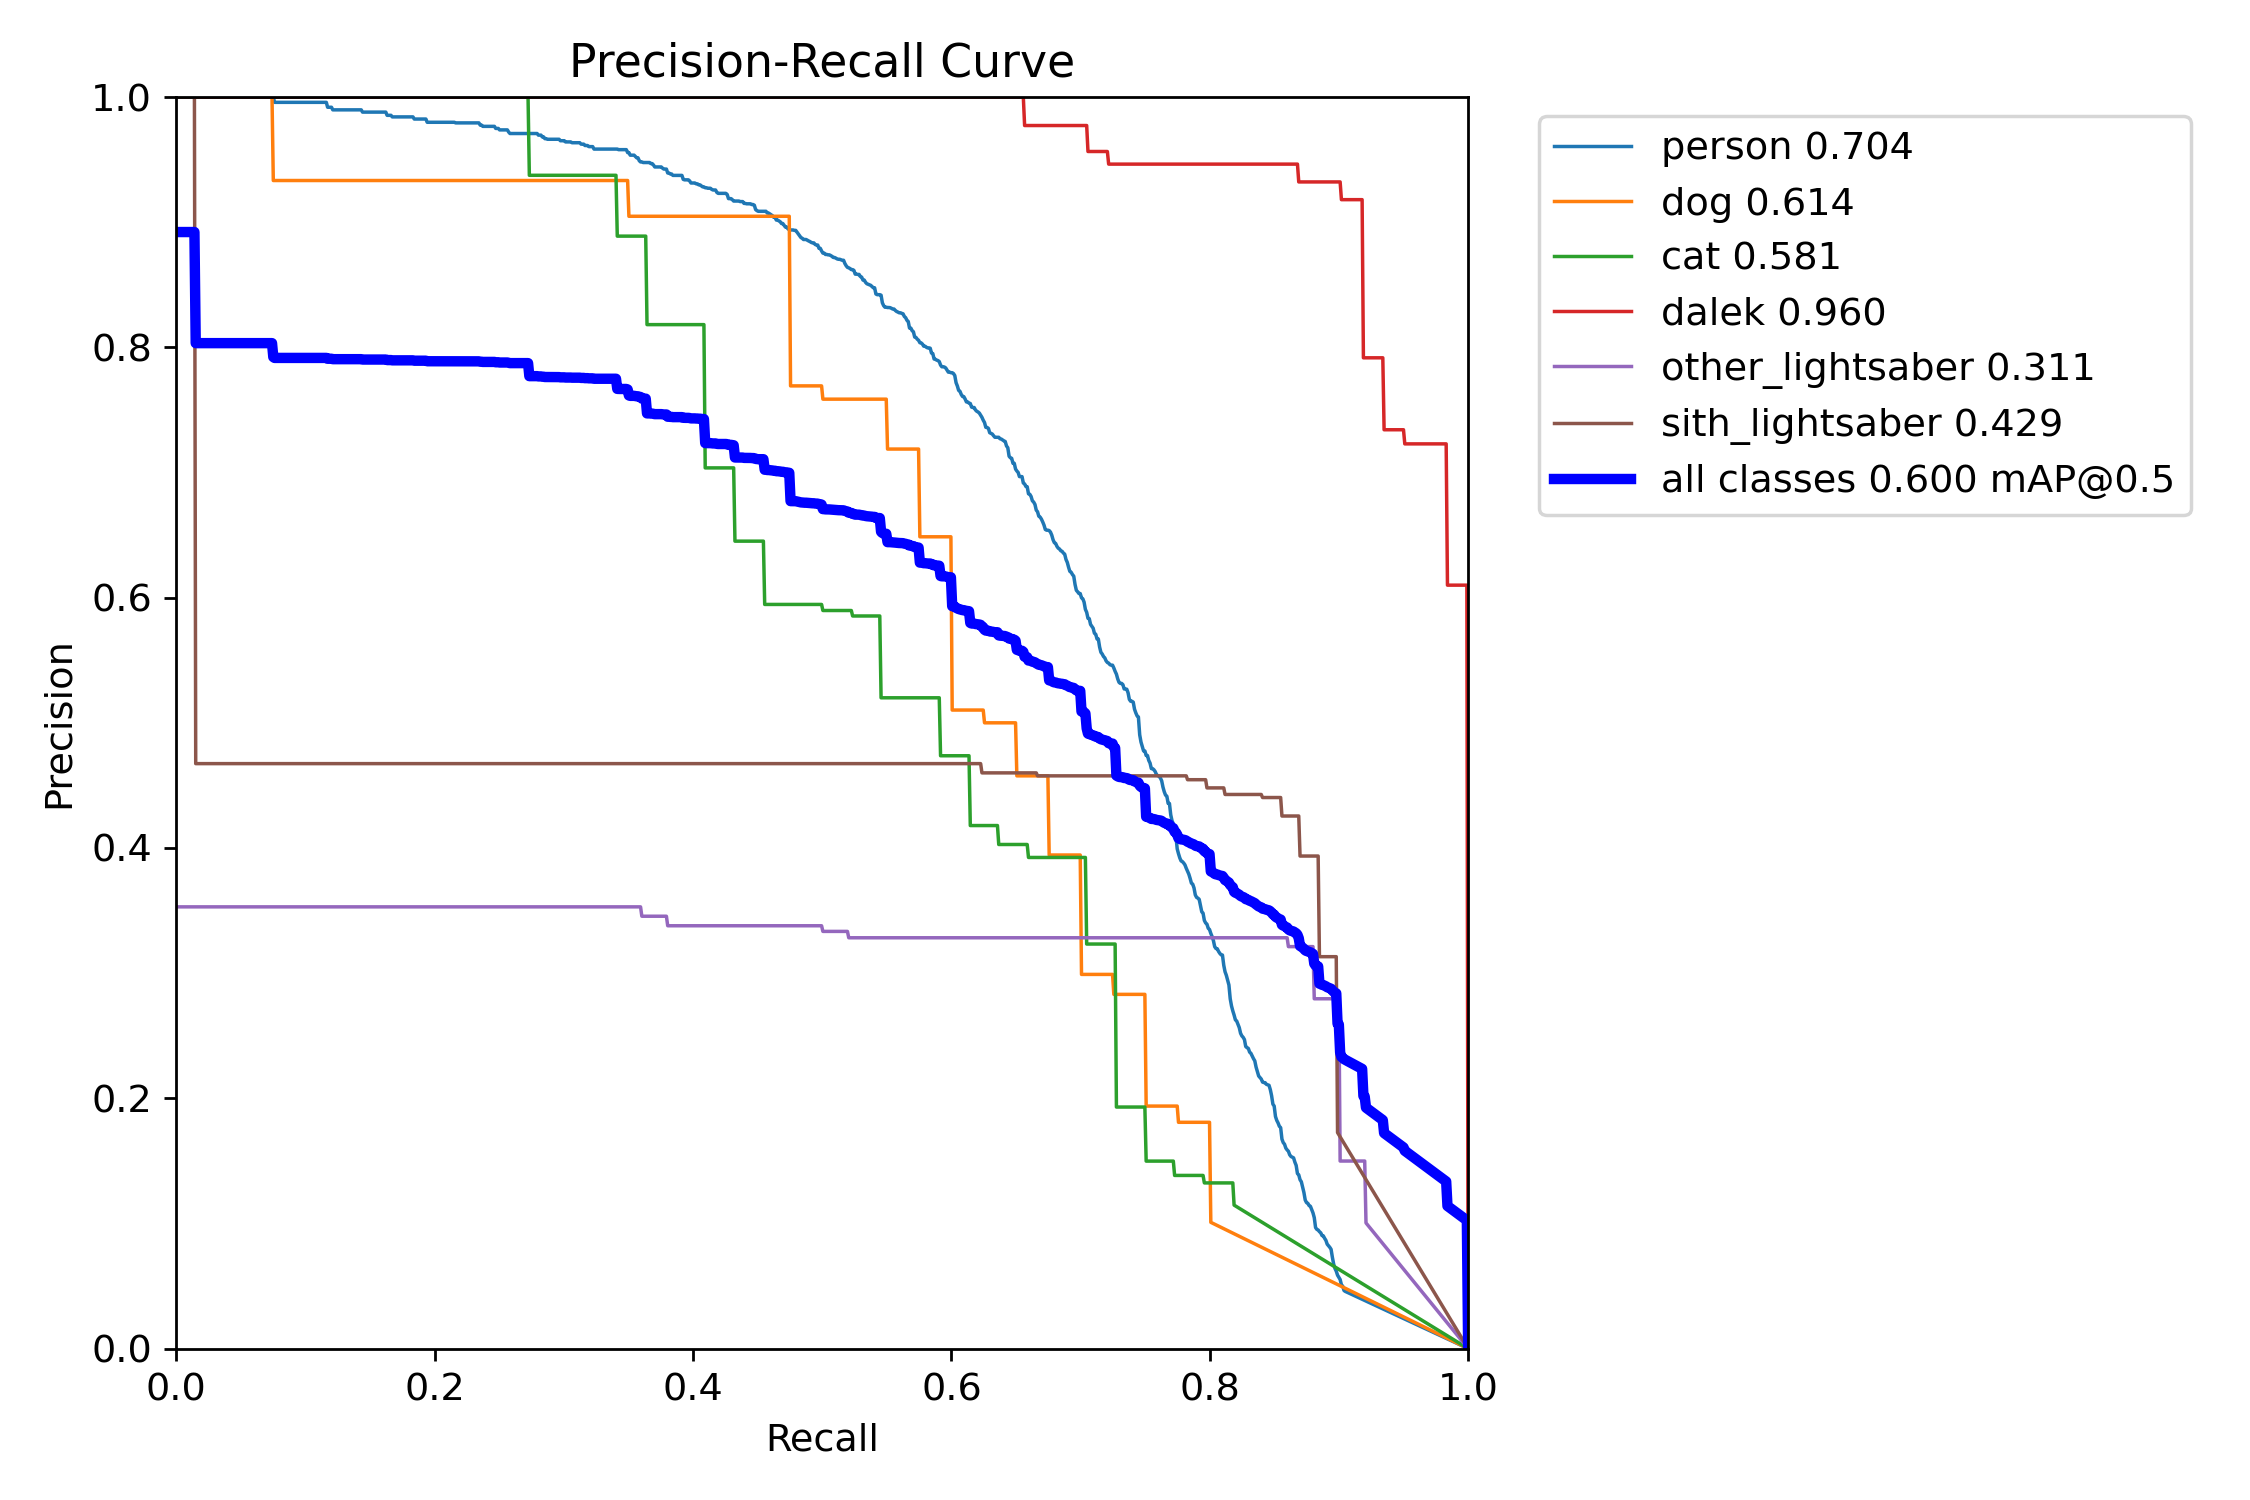 Precision-Recall Curve
1.0
0.8
0.6
0.4
0.2
0.0
Precision
0.0 0.2 0.4 0.6 0.8 1.0
Recall
person 0.704
dog 0.614
cat 0.581
dalek 0.960
other_lightsaber 0.311
sith_lightsaber 0.429
all classes 0.600 mAP@0.5